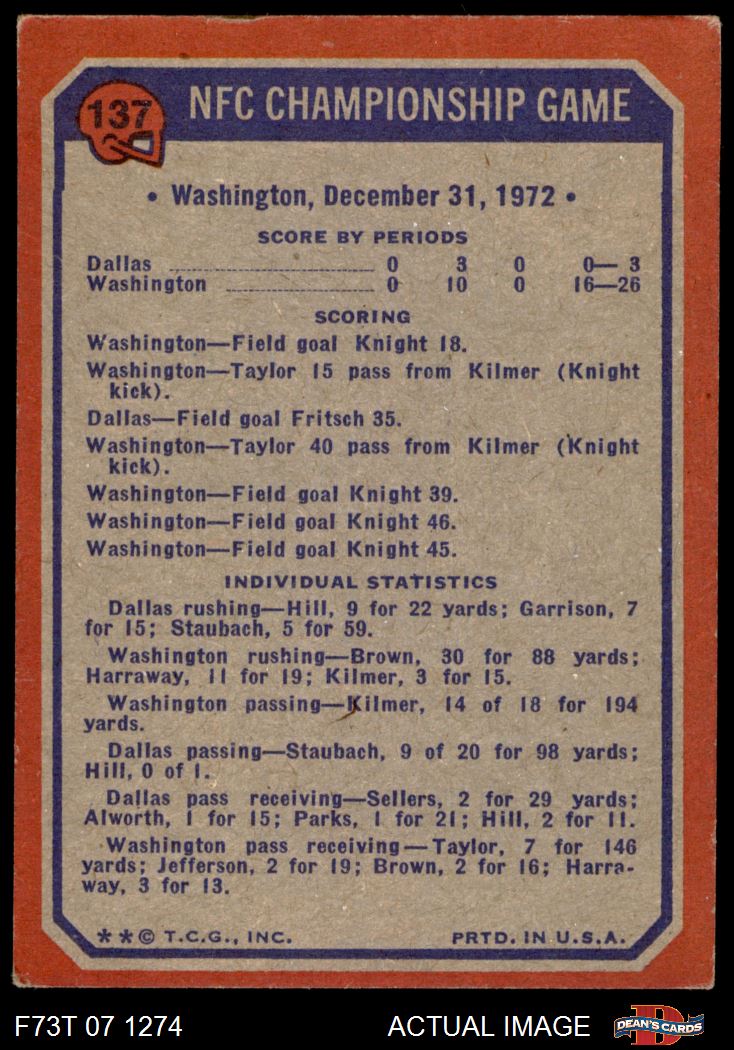 137
NFC CHAMPIONSHIP GAME
• Washington, December 31, 1972 •
SCORE BY PERIODS
Dallas 0 3 0 0— 3
Washington 0 10 0 16—26
SCORING
Washington—Field goal Knight 18.
Washington—Taylor 15 pass from Kilmer (Knight
kick).
Dallas—Field goal Fritsch 35.
Washington—Taylor 40 pass from Kilmer (Knight
kick).
Washington—Field goal Knight 39.
Washington—Field goal Knight 46.
Washington—Field goal Knight 45.
INDIVIDUAL STATISTICS
Dallas rushing—Hill, 9 for 22 yards; Garrison, 7
for 15; Staubach, 5 for 59.
Washington rushing—Brown, 30 for 88 yards;
Harraway, 11 for 19; Kilmer, 3 for 15.
Washington passing—Kilmer, 14 of 18 for 194
yards.
Dallas passing—Staubach, 9 of 20 for 98 yards;
Hill, 0 of 1.
Dallas pass receiving—Sellers, 2 for 29 yards;
Alworth, 1 for 15; Parks, 1 for 21; Hill, 2 for 11.
Washington pass receiving—Taylor, 7 for 146
yards; Jefferson, 2 for 19; Brown, 2 for 16; Harra-
way, 3 for 13.
**© T.C.G., INC. PRTD. IN U.S.A.
F73T 07 1274 ACTUAL IMAGE D DEAN'S CARDS